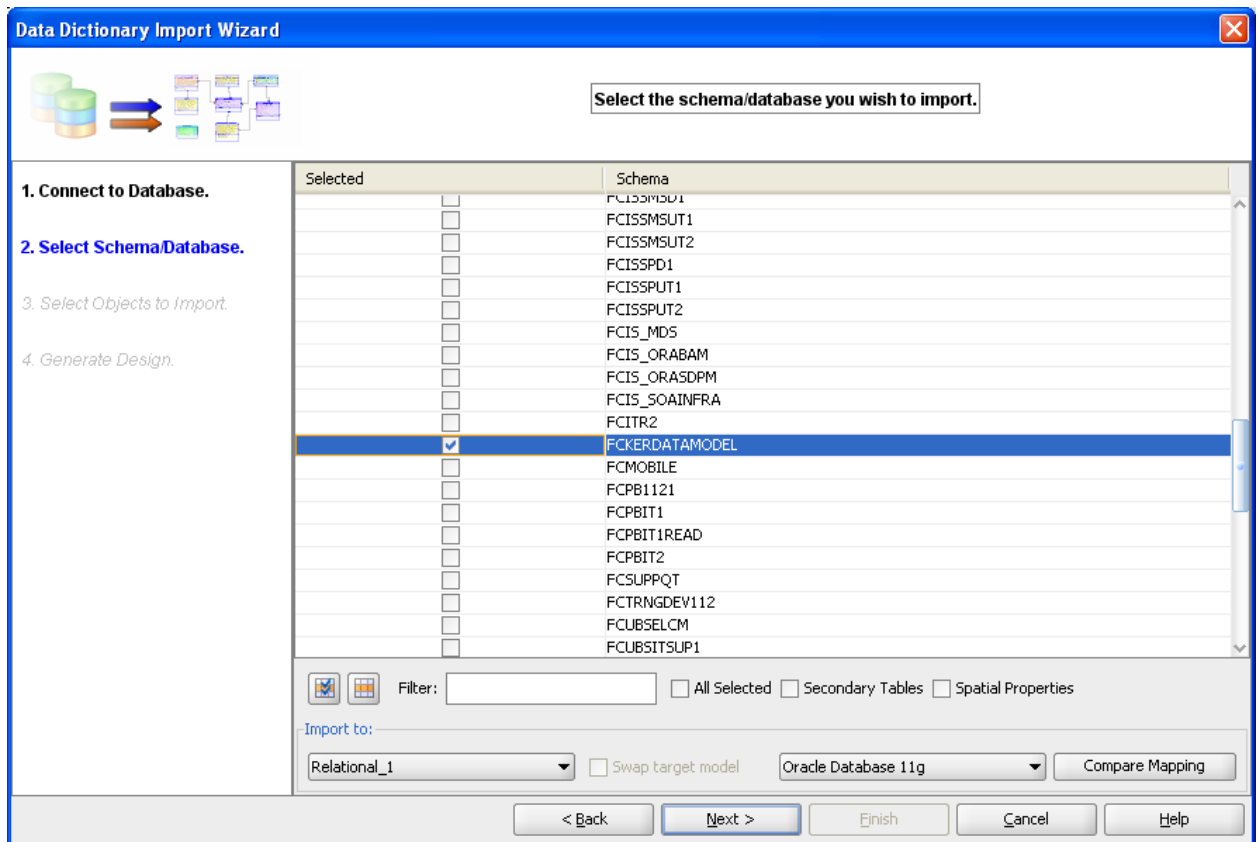 Data Dictionary Import Wizard
Select the schema/database you wish to import.
1. Connect to Database.
2. Select Schema/Database.
3. Select Objects to Import.
4. Generate Design.
Selected Schema
FCISSMSD1
FCISSMSUT1
FCISSMSUT2
FCISSPD1
FCISSPUT1
FCISSPUT2
FCIS_MDS
FCIS_ORABAM
FCIS_ORASDPM
FCIS_SOAINFRA
FCITR2
FCKERDATAMODEL
FCMOBILE
FCPB1121
FCPBIT1
FCPBIT1READ
FCPBIT2
FCSUPPQT
FCTRNGDEV112
FCUBSELCM
FCUBSITSUP1
Filter: All Selected Secondary Tables Spatial Properties
Import to:
Relational_1 Swap target model Oracle Database 11g Compare Mapping
< Back Next > Finish Cancel Help